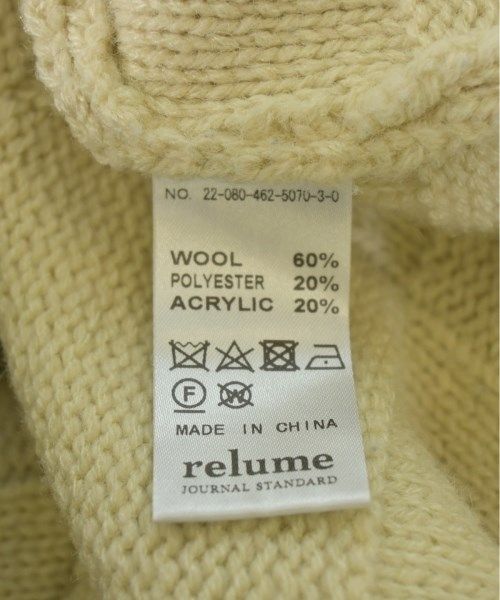 NO. 22-080-462-5070-3-0
WOOL 60%
POLYESTER 20%
ACRYLIC 20%
F W
MADE IN CHINA
relume
JOURNAL STANDARD